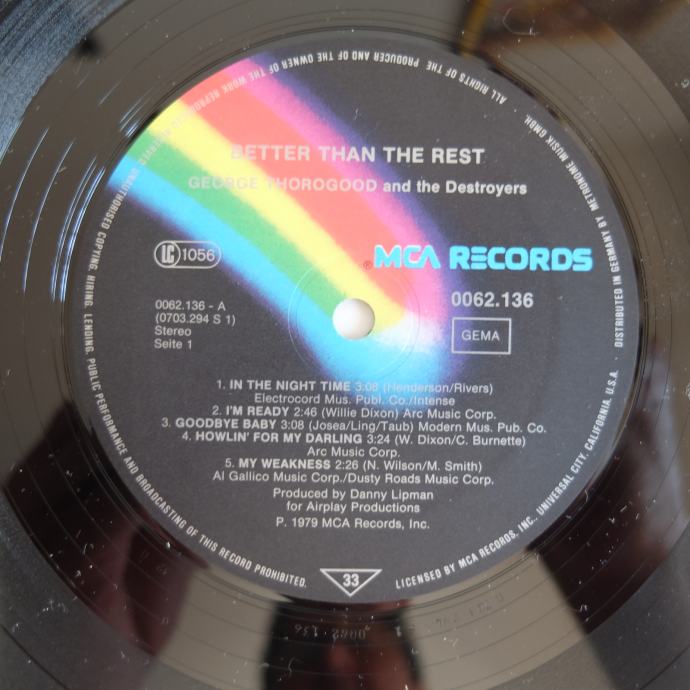 BETTER THAN THE REST
GEORGE THOROGOOD and the Destroyers
LC 1056
®MCA RECORDS
0062.136 - A
(0703.294 S 1)
Stereo
Seite 1
0062.136
GEMA
1. IN THE NIGHT TIME 3:08 (Henderson/Rivers)
Electrocord Mus. Publ. Co./Intense
2. I'M READY 2:46 (Willie Dixon) Arc Music Corp.
3. GOODBYE BABY 3:08 (Josea/Ling/Taub) Modern Mus. Pub. Co.
4. HOWLIN' FOR MY DARLING 3:24 (W. Dixon/C. Burnette)
Arc Music Corp.
5. MY WEAKNESS 2:26 (N. Wilson/M. Smith)
Al Gallico Music Corp./Dusty Roads Music Corp.
Produced by Danny Lipman
for Airplay Productions
P. 1979 MCA Records, Inc.
33
ALL RIGHTS OF THE PRODUCER AND OF THE OWNER OF THE WORK REPRODUCED RESERVED. UNAUTHORISED COPYING, HIRING, LENDING, PUBLIC PERFORMANCE AND BROADCASTING OF THIS RECORD PROHIBITED.
LICENSED BY MCA RECORDS, INC., UNIVERSAL CITY, CALIFORNIA, U.S.A. · DISTRIBUTED IN GERMANY BY METRONOME MUSIK GMBH.